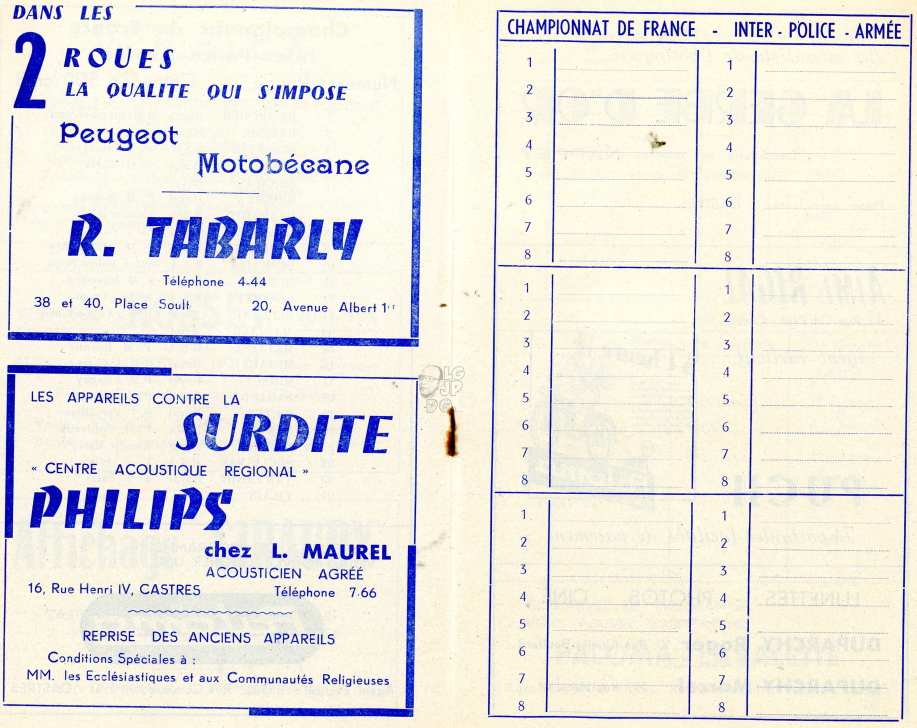 DANS LES
2 ROUES
LA QUALITE QUI S'IMPOSE
Peugeot
Motobécane
R. TABARLY
Téléphone 4-44
38 et 40, Place Soult 20, Avenue Albert 1er
LES APPAREILS CONTRE LA
SURDITE
« CENTRE ACOUSTIQUE REGIONAL »
PHILIPS
chez L. MAUREL
ACOUSTICIEN AGRÉÉ
16, Rue Henri IV, CASTRES Téléphone 7-66
REPRISE DES ANCIENS APPAREILS
Conditions Spéciales à :
MM. les Ecclésiastiques et aux Communautés Religieuses
LG
JP
DG
CHAMPIONNAT DE FRANCE - INTER - POLICE - ARMÉE
1 1
2 2
3 3
4 4
5 5
6 6
7 7
8 8
1 1
2 2
3 3
4 4
5 5
6 6
7 7
8 8
1 1
2 2
3 3
4 4
5 5
6 6
7 7
8 8